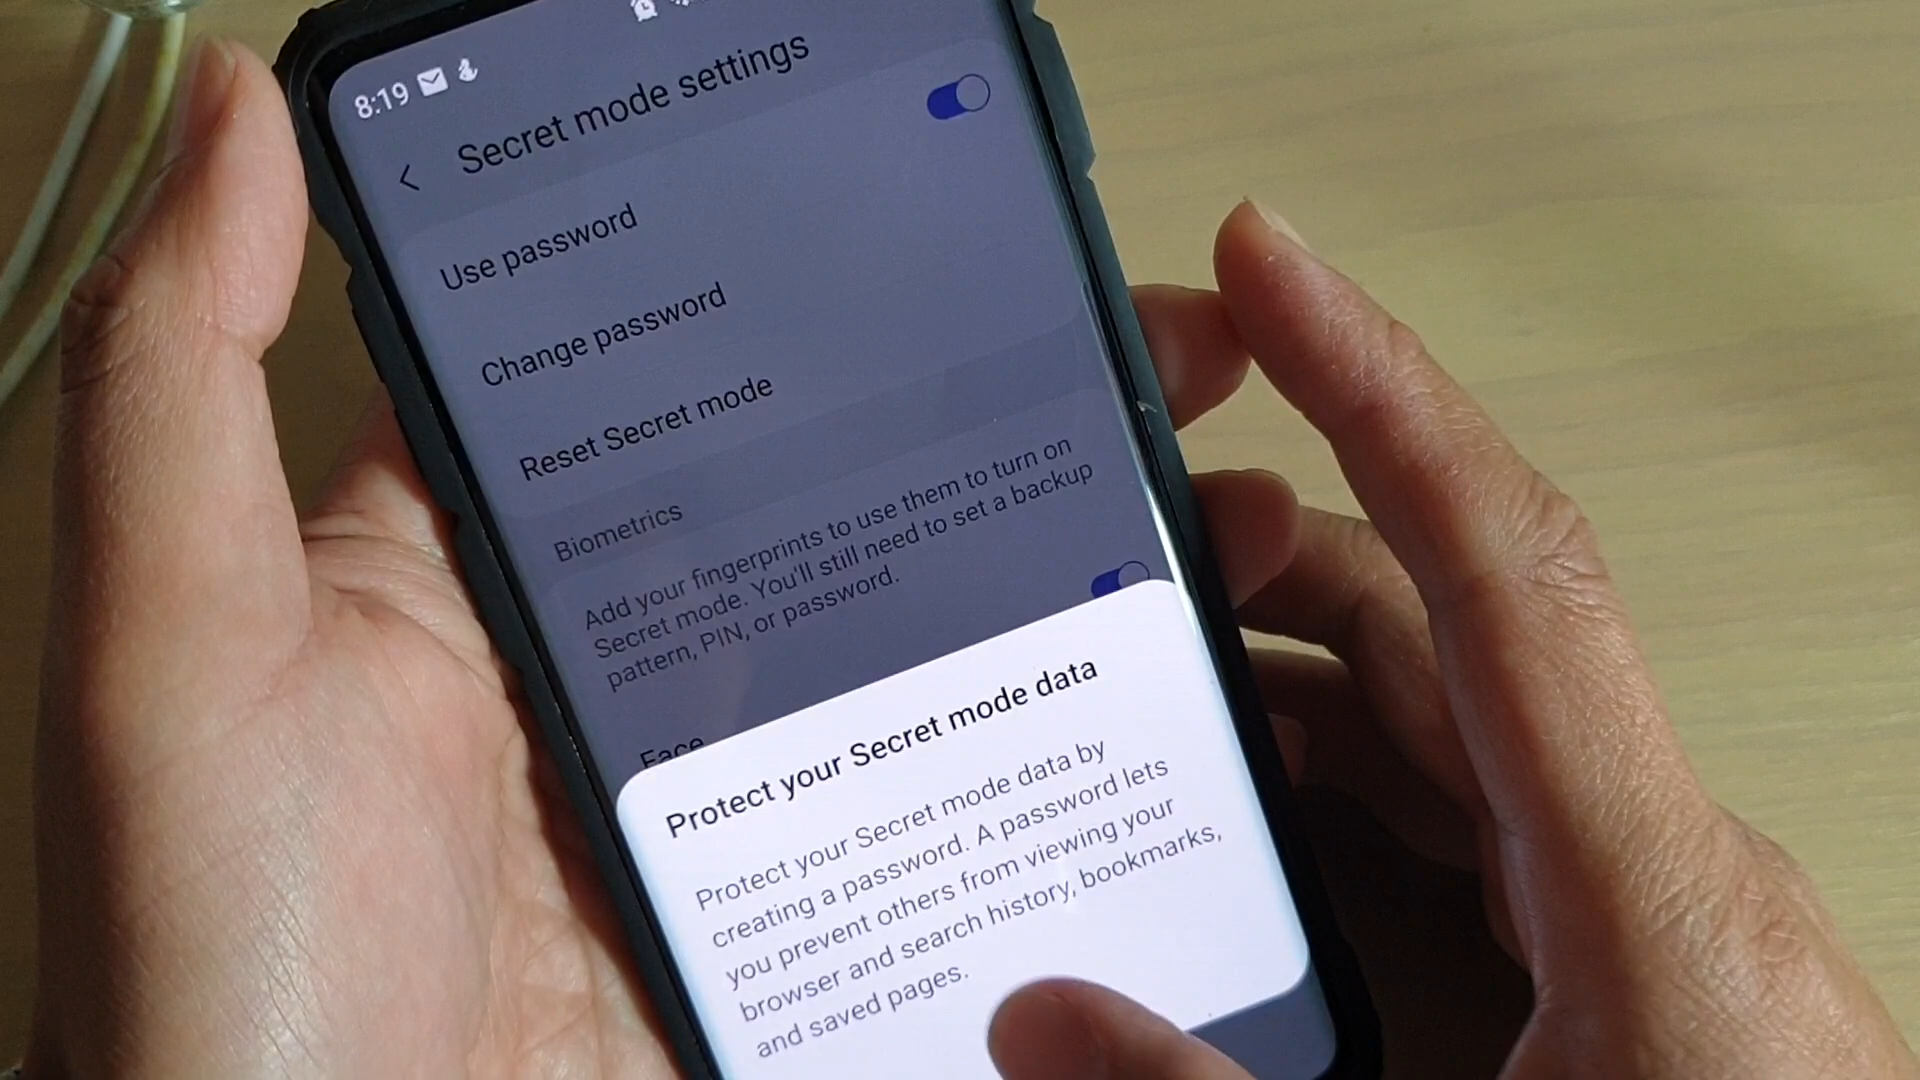 8:19
Secret mode settings
Use password
Change password
Reset Secret mode
Biometrics
Add your fingerprints to use them to turn on
Secret mode. You'll still need to set a backup
pattern, PIN, or password.
Face
Protect your Secret mode data
Protect your Secret mode data by
creating a password. A password lets
you prevent others from viewing your
browser and search history, bookmarks,
and saved pages.